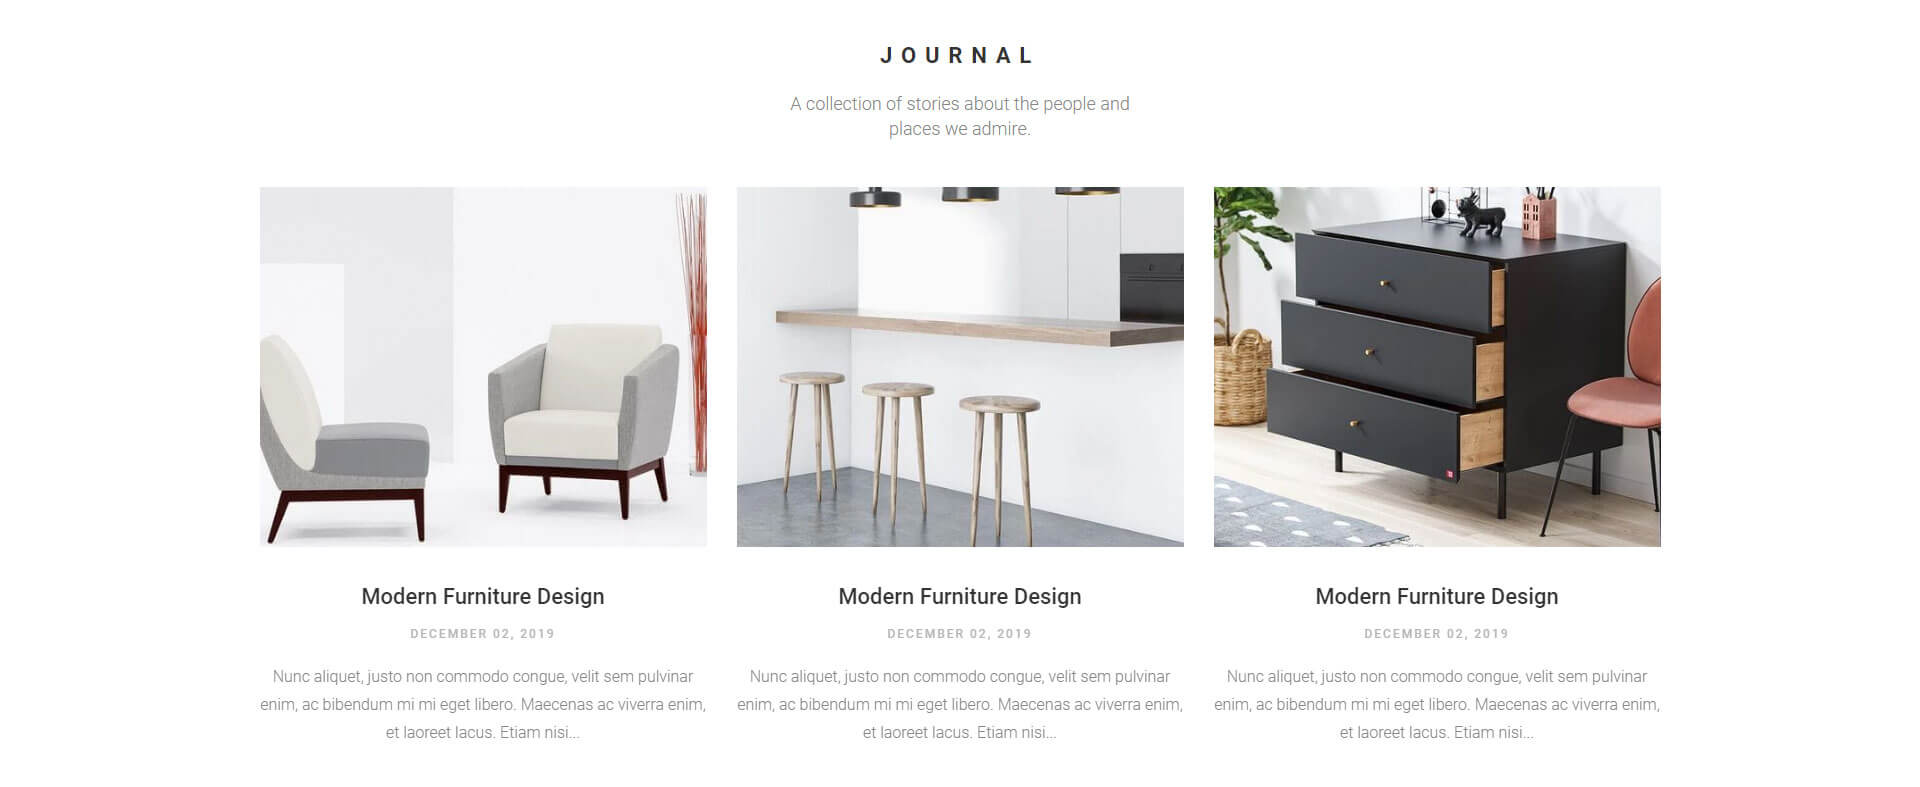 JOURNAL
A collection of stories about the people and
places we admire.
Modern Furniture Design
DECEMBER 02, 2019
Nunc aliquet, justo non commodo congue, velit sem pulvinar
enim, ac bibendum mi mi eget libero. Maecenas ac viverra enim,
et laoreet lacus. Etiam nisi...
Modern Furniture Design
DECEMBER 02, 2019
Nunc aliquet, justo non commodo congue, velit sem pulvinar
enim, ac bibendum mi mi eget libero. Maecenas ac viverra enim,
et laoreet lacus. Etiam nisi...
Modern Furniture Design
DECEMBER 02, 2019
Nunc aliquet, justo non commodo congue, velit sem pulvinar
enim, ac bibendum mi mi eget libero. Maecenas ac viverra enim,
et laoreet lacus. Etiam nisi...